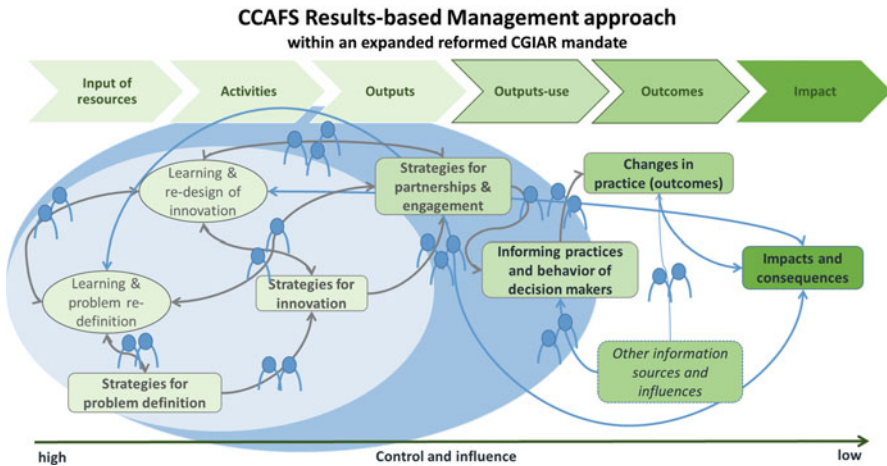 CCAFS Results-based Management approach
within an expanded reformed CGIAR mandate
Input of
resources
Activities
Outputs
Outputs-use
Outcomes
Impact
Learning &
re-design of
innovation
Strategies for
partnerships &
engagement
Changes in
practice (outcomes)
Informing practices
and behavior of
decision makers
Impacts and
consequences
Learning &
problem re-
definition
Strategies for
innovation
Other information
sources and
influences
Strategies for
problem definition
high
Control and influence
low